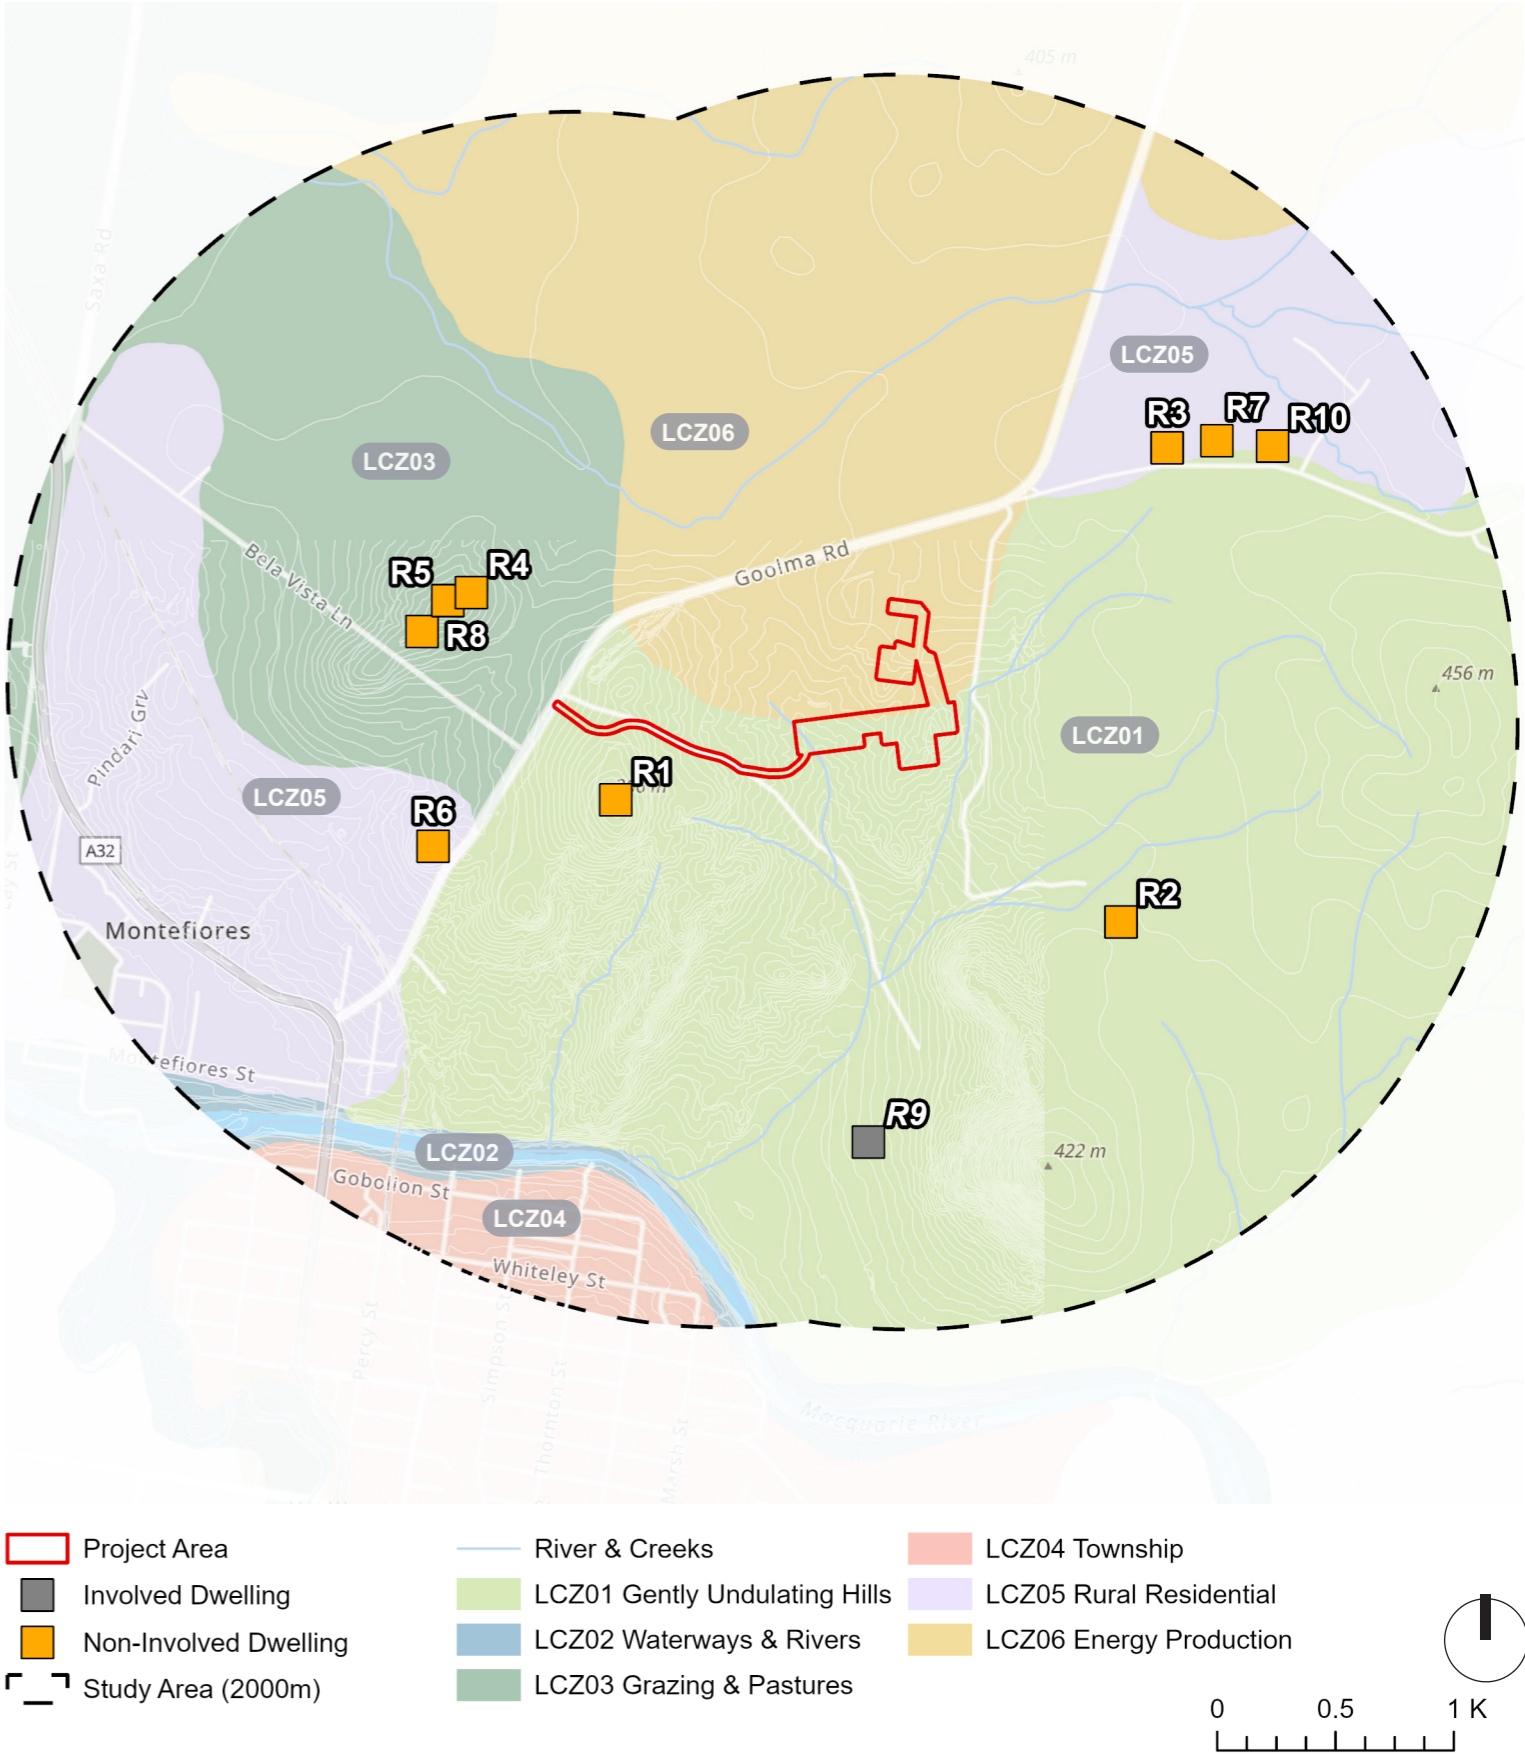 405 m
Saxa Rd
LCZ05
R3
R7
R10
LCZ06
LCZ03
Goolma Rd
Bela Vista Ln
R5
R4
R8
456 m
LCZ01
Pindari Grv
R1
LCZ05
R6
A32
R2
Montefiores
Montefiores St
R9
LCZ02
422 m
Gobolion St
LCZ04
Whiteley St
Percy St
Simpson St
Thornton St
Marsh St
Macquarie River
Project Area
Involved Dwelling
Non-Involved Dwelling
Study Area (2000m)
River & Creeks
LCZ01 Gently Undulating Hills
LCZ02 Waterways & Rivers
LCZ03 Grazing & Pastures
LCZ04 Township
LCZ05 Rural Residential
LCZ06 Energy Production
0 0.5 1 K